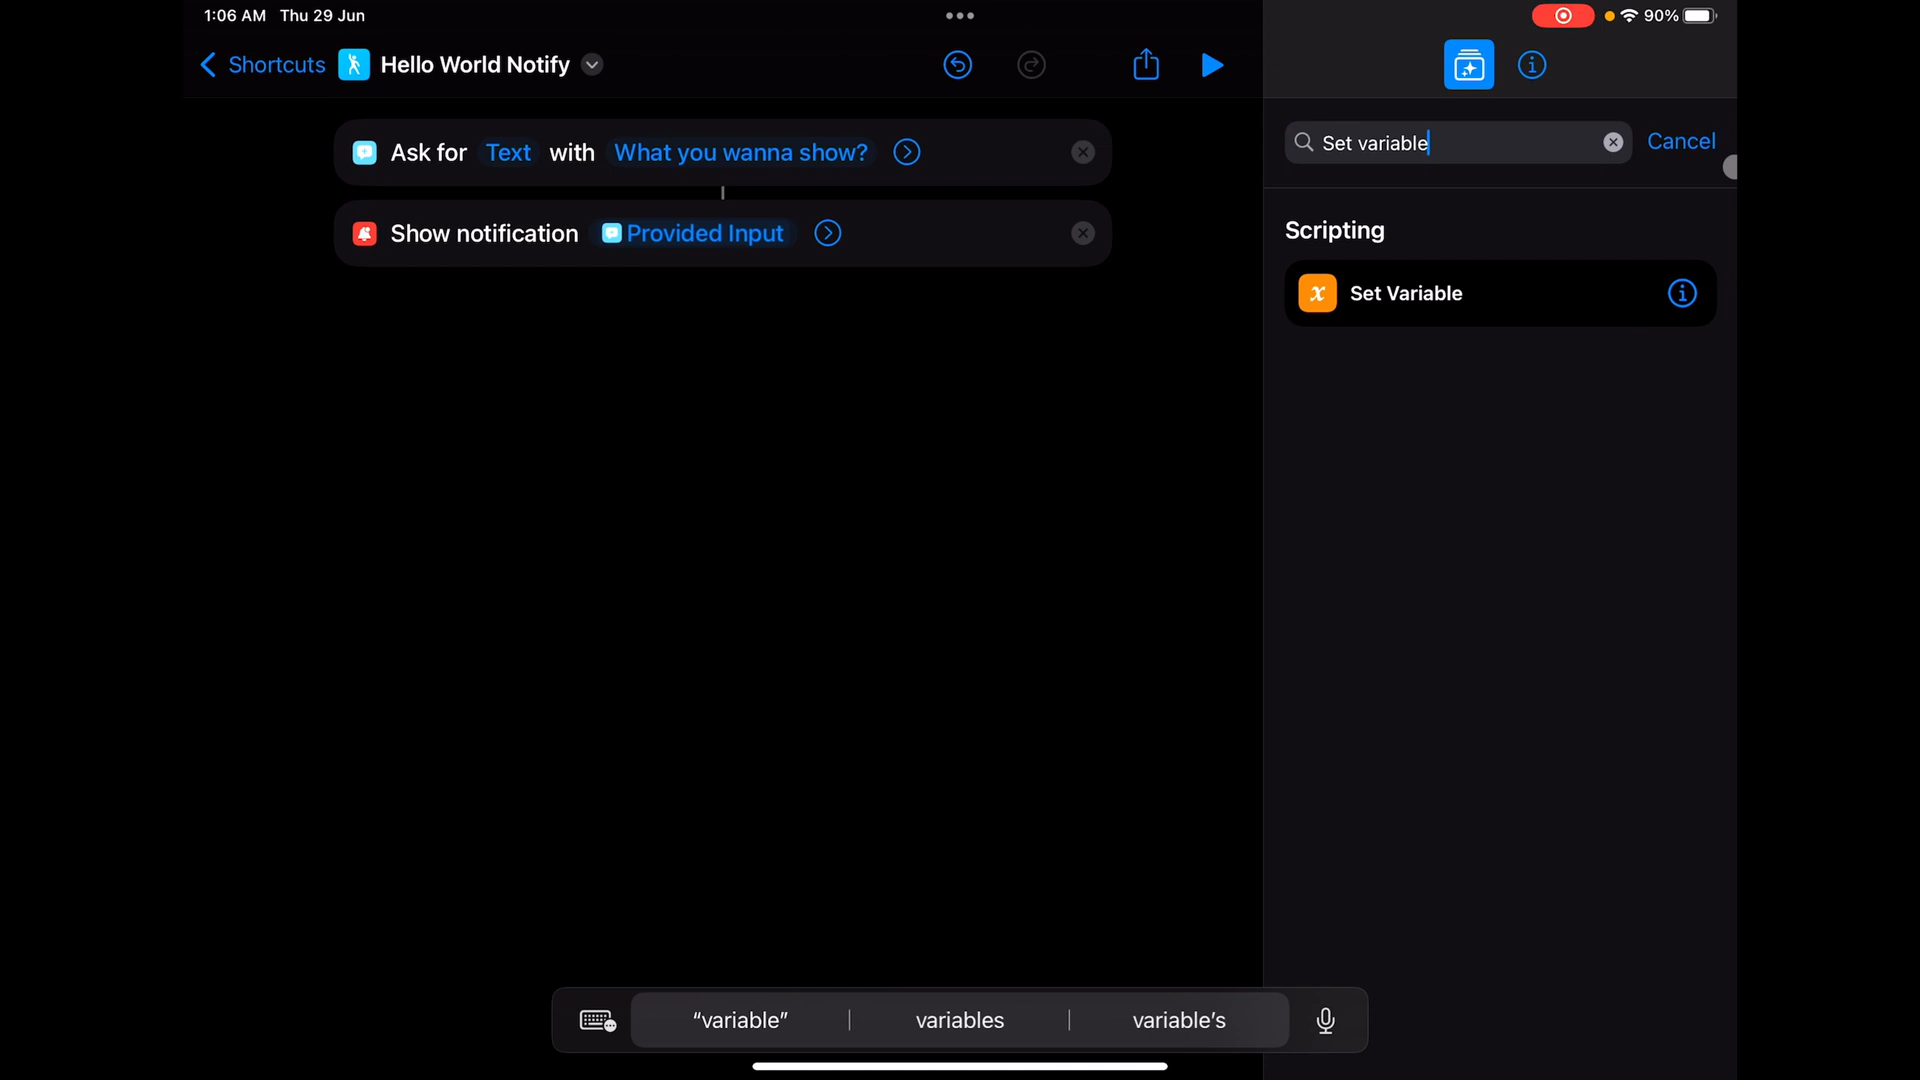 1:06 AM Thu 29 Jun
90%
Shortcuts Hello World Notify
Ask for Text with What you wanna show?
Show notification Provided Input
Set variable Cancel
Scripting
x Set Variable
“variable” variables variable’s